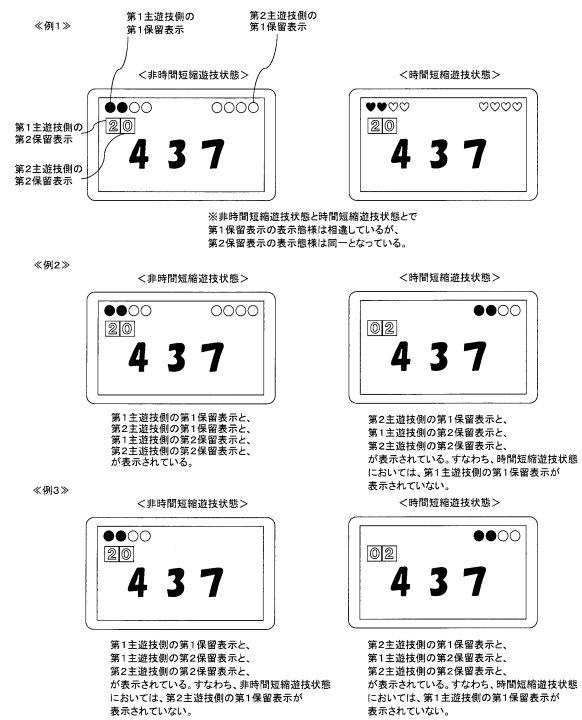 ≪例1≫
第1主遊技側の
第1保留表示
第2主遊技側の
第1保留表示
＜非時間短縮遊技状態＞
＜時間短縮遊技状態＞
●●○○
○○○○
♥♥♡♡
♡♡♡♡
第1主遊技側の
第2保留表示
20
20
437
437
第2主遊技側の
第2保留表示
※非時間短縮遊技状態と時間短縮遊技状態とで
第1保留表示の表示態様は相違しているが、
第2保留表示の表示態様は同一となっている。
≪例2≫
＜非時間短縮遊技状態＞
＜時間短縮遊技状態＞
●●○○
○○○○
●●○○
20
02
437
437
第1主遊技側の第1保留表示と、
第2主遊技側の第1保留表示と、
第1主遊技側の第2保留表示と、
第2主遊技側の第2保留表示と、
が表示されている。
第2主遊技側の第1保留表示と、
第1主遊技側の第2保留表示と、
第2主遊技側の第2保留表示と、
が表示されている。すなわち、時間短縮遊技状態
においては、第1主遊技側の第1保留表示が
表示されていない。
≪例3≫
＜非時間短縮遊技状態＞
＜時間短縮遊技状態＞
●●○○
●●○○
20
02
437
437
第1主遊技側の第1保留表示と、
第1主遊技側の第2保留表示と、
第2主遊技側の第2保留表示と、
が表示されている。すなわち、非時間短縮遊技状態
においては、第2主遊技側の第1保留表示が
表示されていない。
第2主遊技側の第1保留表示と、
第1主遊技側の第2保留表示と、
第2主遊技側の第2保留表示と、
が表示されている。すなわち、時間短縮遊技状態
においては、第1主遊技側の第1保留表示が
表示されていない。